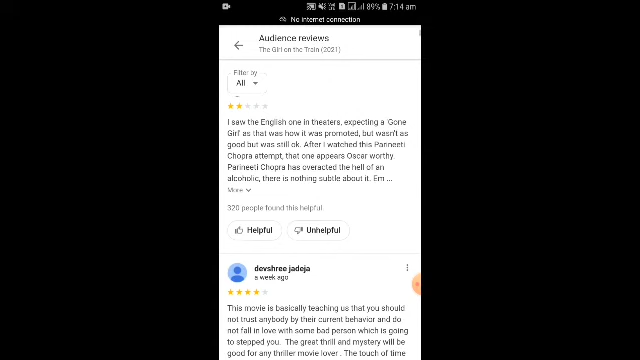 89% 7:14 am
No internet connection
Audience reviews
The Girl on the Train (2021)
Filter by
All
I saw the English one in theaters, expecting a 'Gone
Girl' as that was how it was promoted, but wasn't as
good but was still ok. After I watched this Parineeti
Chopra attempt, that one appears Oscar worthy.
Parineeti Chopra has overacted the hell of an
alcoholic, there is nothing subtle about it. Em ...
More
320 people found this helpful
Helpful
Unhelpful
devshree jadeja
a week ago
This movie is basically teaching us that you should
not trust anybody by their current behavior and do
not fall in love with some bad person which is going
to stepped you. The great thrill and mystery will be
good for any thriller movie lover. The touch of time